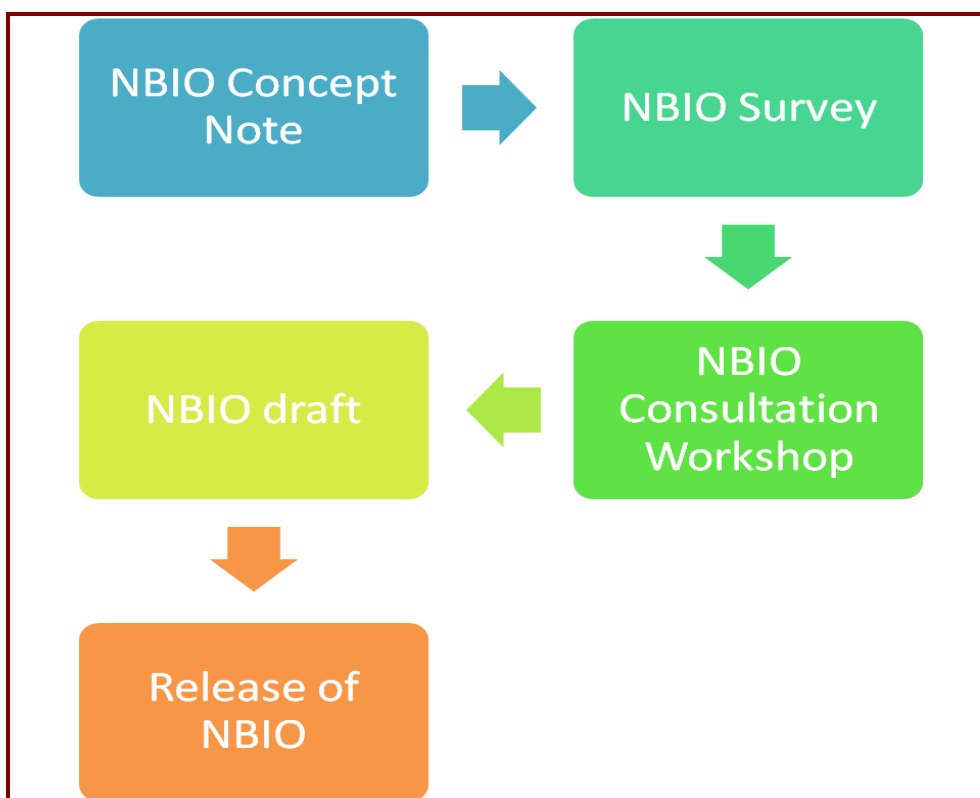 NBIO Concept
Note
NBIO Survey
NBIO
Consultation
Workshop
NBIO draft
Release of
NBIO